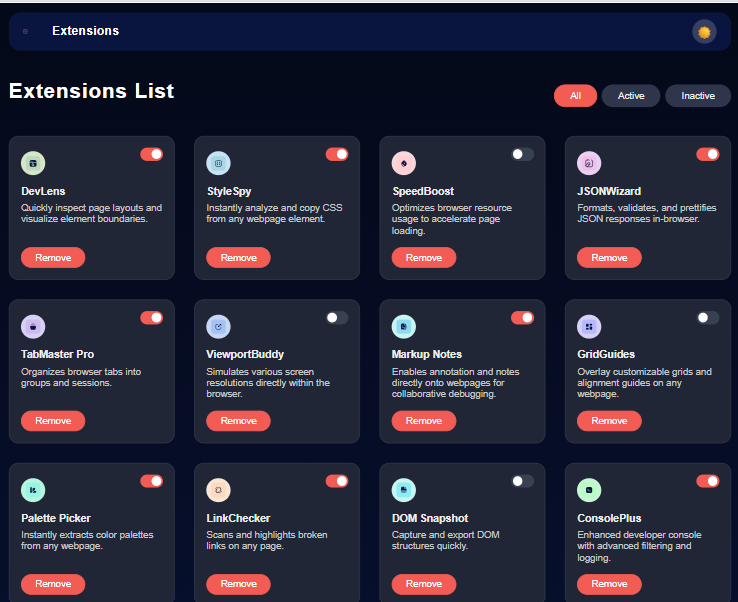 Extensions
Extensions List
All
Active
Inactive
DevLens
Quickly inspect page layouts and
visualize element boundaries.
Remove
StyleSpy
Instantly analyze and copy CSS
from any webpage element.
Remove
SpeedBoost
Optimizes browser resource
usage to accelerate page
loading.
Remove
JSONWizard
Formats, validates, and prettifies
JSON responses in-browser.
Remove
TabMaster Pro
Organizes browser tabs into
groups and sessions.
Remove
ViewportBuddy
Simulates various screen
resolutions directly within the
browser.
Remove
Markup Notes
Enables annotation and notes
directly onto webpages for
collaborative debugging.
Remove
GridGuides
Overlay customizable grids and
alignment guides on any
webpage.
Remove
Palette Picker
Instantly extracts color palettes
from any webpage.
Remove
LinkChecker
Scans and highlights broken
links on any page.
Remove
DOM Snapshot
Capture and export DOM
structures quickly.
Remove
ConsolePlus
Enhanced developer console
with advanced filtering and
logging.
Remove